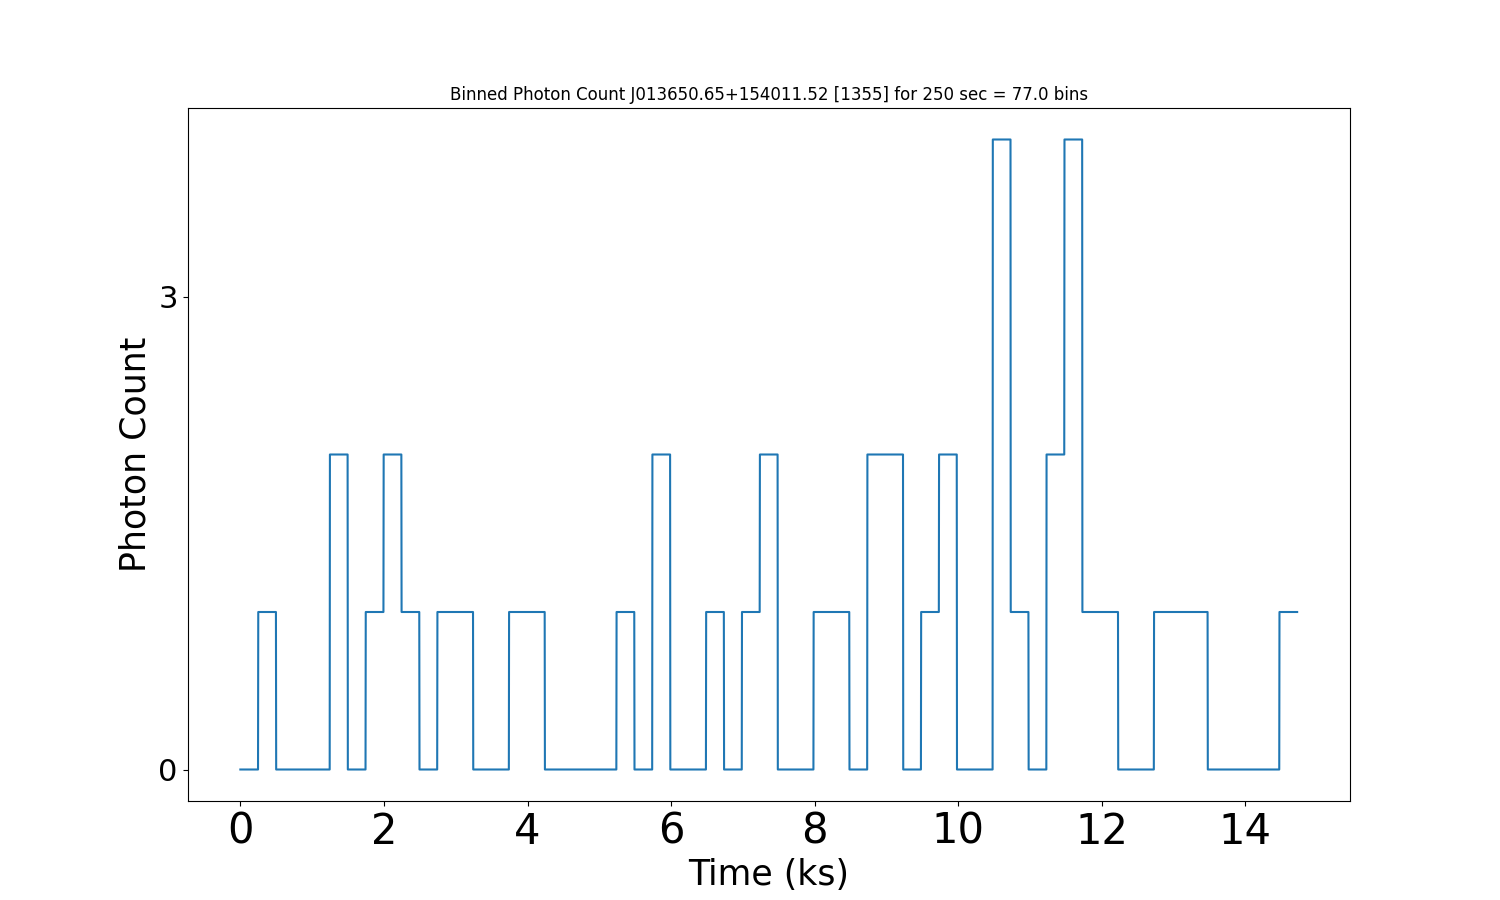 Binned Photon Count J013650.65+154011.52 [1355] for 250 sec = 77.0 bins
Photon Count
3
0
0 2 4 6 8 10 12 14
Time (ks)